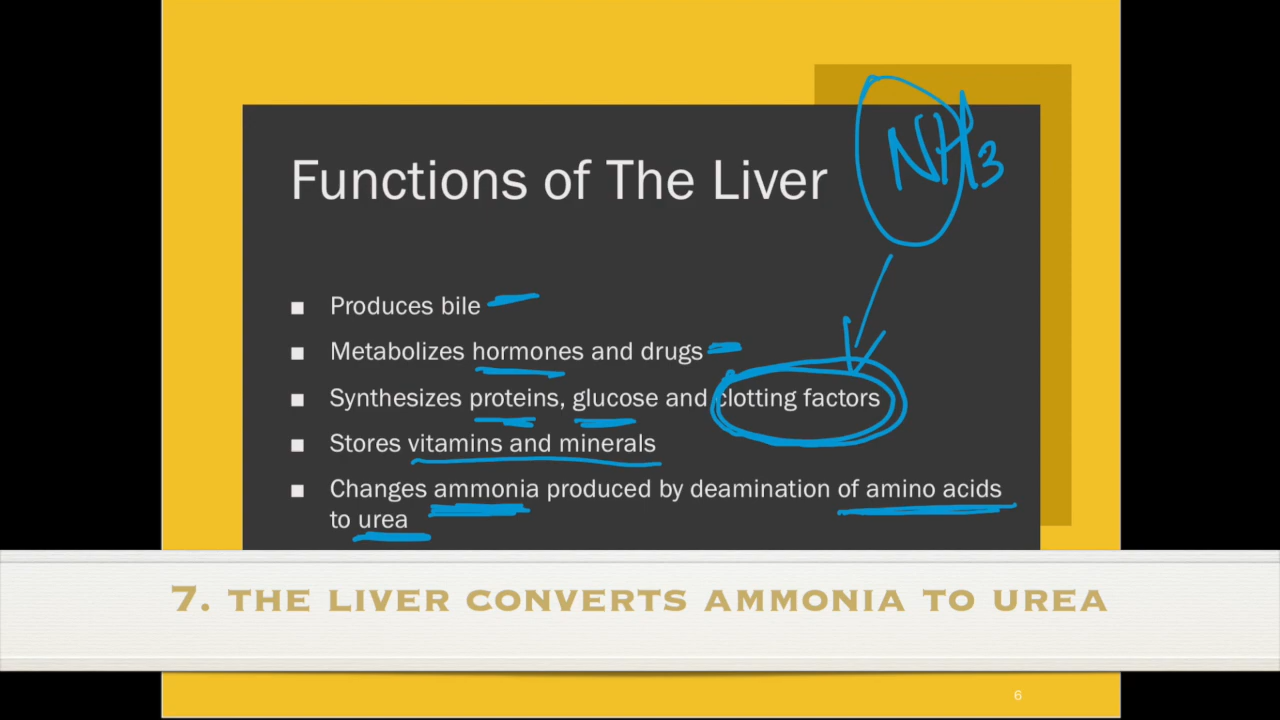 NH3
Functions of The Liver
■ Produces bile
■ Metabolizes hormones and drugs
■ Synthesizes proteins, glucose and clotting factors
■ Stores vitamins and minerals
■ Changes ammonia produced by deamination of amino acids
to urea
7. THE LIVER CONVERTS AMMONIA TO UREA
6